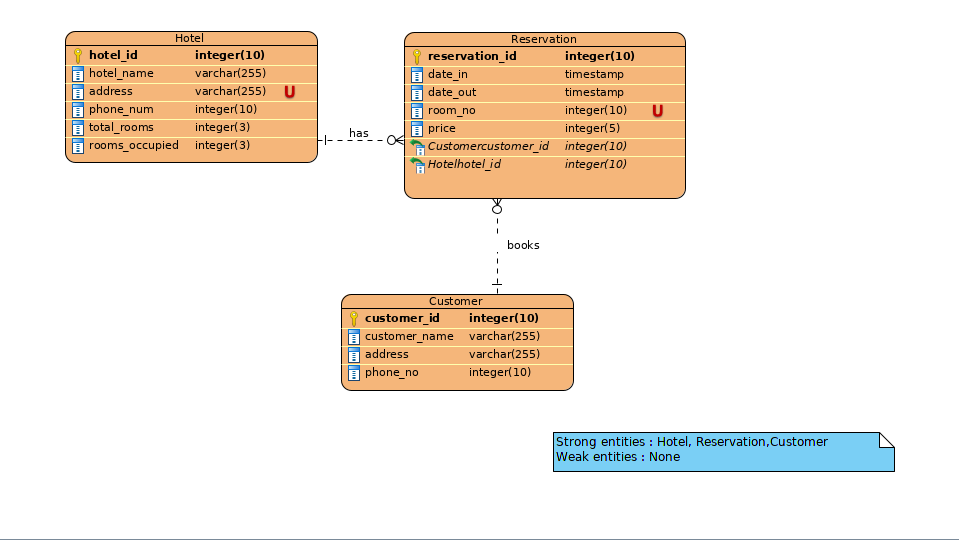 Hotel
hotel_id integer(10)
hotel_name varchar(255)
address varchar(255) U
phone_num integer(10)
total_rooms integer(3)
rooms_occupied integer(3)
has
Reservation
reservation_id integer(10)
date_in timestamp
date_out timestamp
room_no integer(10) U
price integer(5)
Customercustomer_id integer(10)
Hotelhotel_id integer(10)
books
Customer
customer_id integer(10)
customer_name varchar(255)
address varchar(255)
phone_no integer(10)
Strong entities : Hotel, Reservation,Customer
Weak entities : None